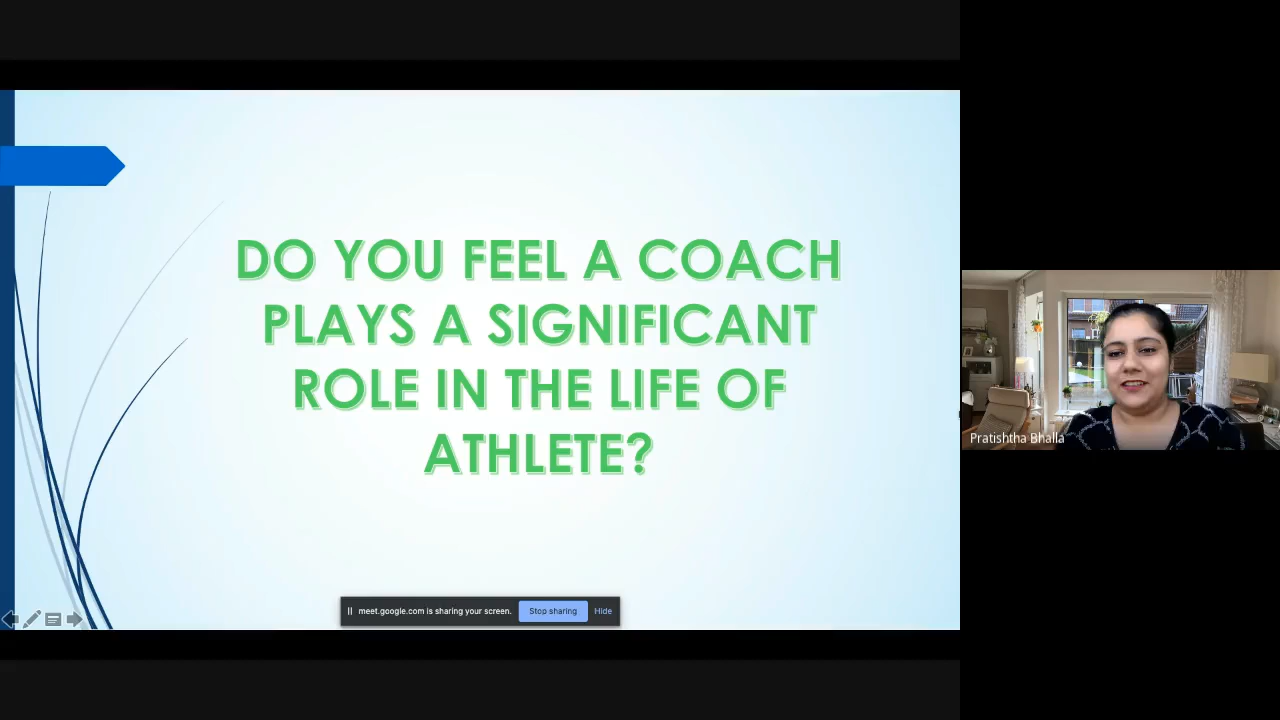 DO YOU FEEL A COACH
PLAYS A SIGNIFICANT
ROLE IN THE LIFE OF
ATHLETE?
Pratishtha Bhalla
meet.google.com is sharing your screen. Stop sharing Hide